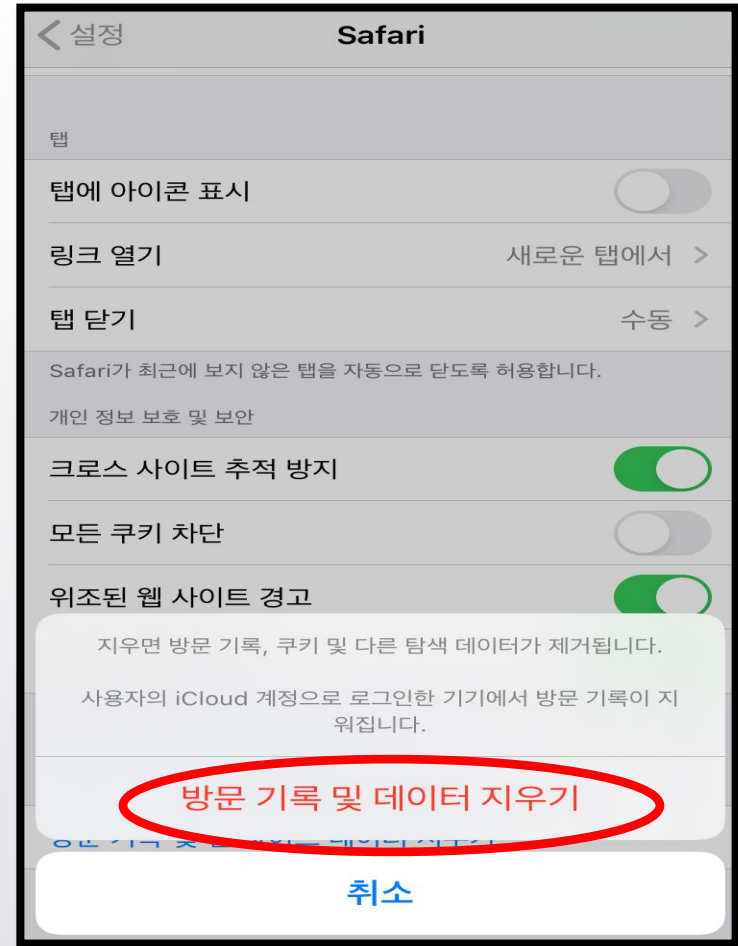 설정 Safari
탭
탭에 아이콘 표시
링크 열기 새로운 탭에서
탭 닫기 수동
Safari가 최근에 보지 않은 탭을 자동으로 닫도록 허용합니다.
개인 정보 보호 및 보안
크로스 사이트 추적 방지
모든 쿠키 차단
위조된 웹 사이트 경고
지우면 방문 기록, 쿠키 및 다른 탐색 데이터가 제거됩니다.
사용자의 iCloud 계정으로 로그인한 기기에서 방문 기록이 지
워집니다.
방문 기록 및 데이터 지우기
취소